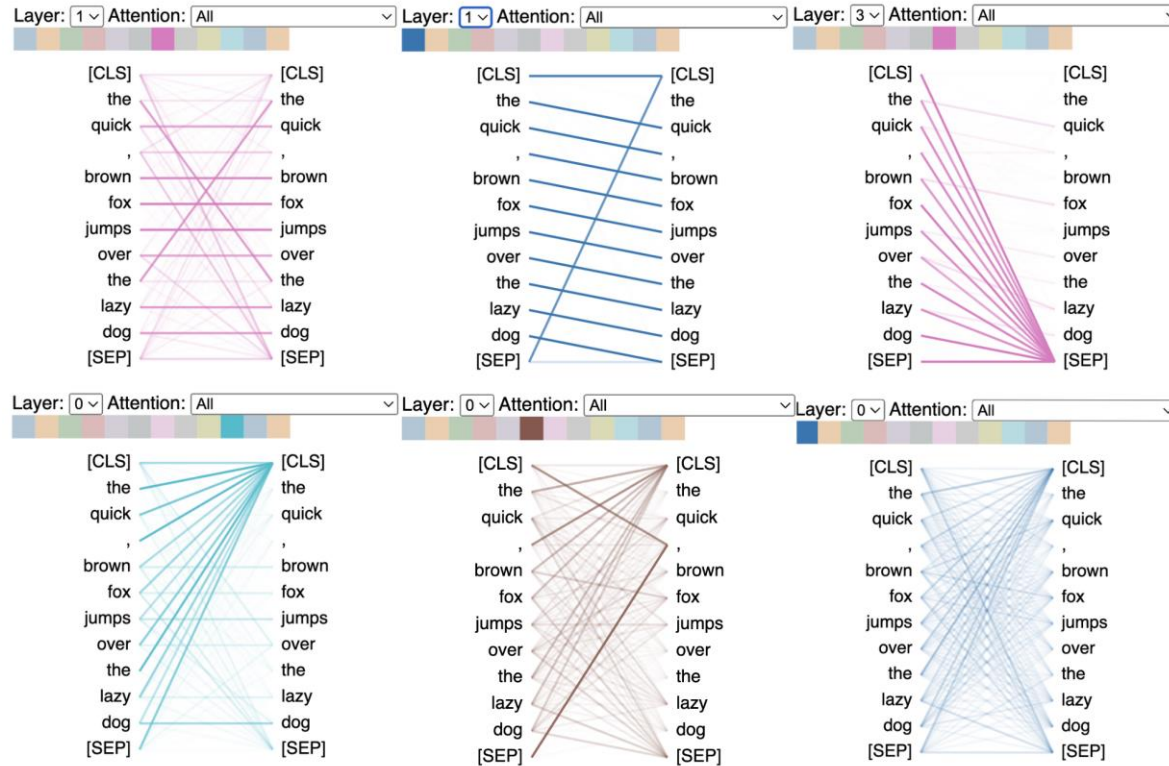 Layer: 1 Attention: All
[CLS] [CLS]
the the
quick quick
, ,
brown brown
fox fox
jumps jumps
over over
the the
lazy lazy
dog dog
[SEP] [SEP]
Layer: 1 Attention: All
[CLS] [CLS]
the the
quick quick
, ,
brown brown
fox fox
jumps jumps
over over
the the
lazy lazy
dog dog
[SEP] [SEP]
Layer: 3 Attention: All
[CLS] [CLS]
the the
quick quick
, ,
brown brown
fox fox
jumps jumps
over over
the the
lazy lazy
dog dog
[SEP] [SEP]
Layer: 0 Attention: All
[CLS] [CLS]
the the
quick quick
, ,
brown brown
fox fox
jumps jumps
over over
the the
lazy lazy
dog dog
[SEP] [SEP]
Layer: 0 Attention: All
[CLS] [CLS]
the the
quick quick
, ,
brown brown
fox fox
jumps jumps
over over
the the
lazy lazy
dog dog
[SEP] [SEP]
Layer: 0 Attention: All
[CLS] [CLS]
the the
quick quick
, ,
brown brown
fox fox
jumps jumps
over over
the the
lazy lazy
dog dog
[SEP] [SEP]